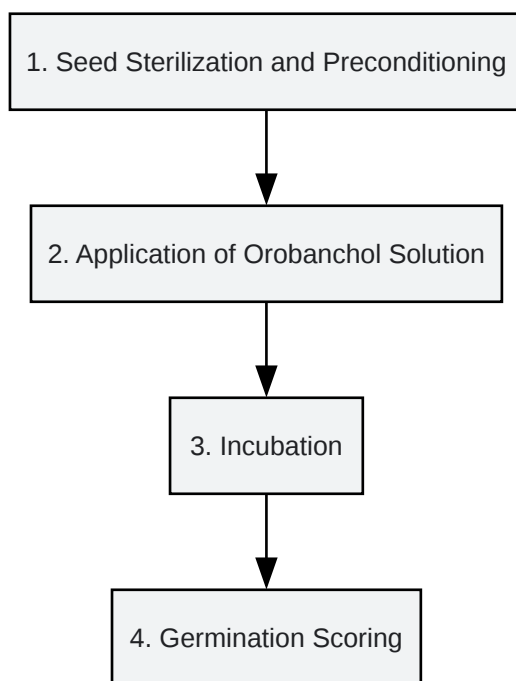 1. Seed Sterilization and Preconditioning
2. Application of Orobanchol Solution
3. Incubation
4. Germination Scoring